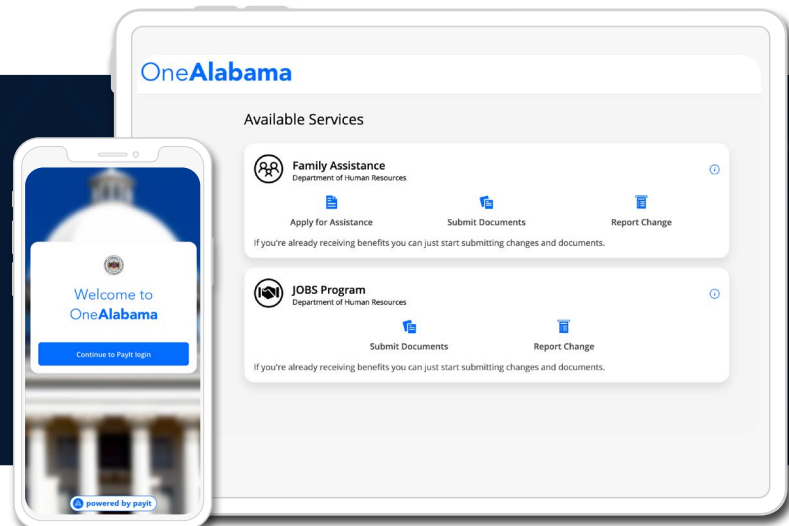 OneAlabama
Available Services
Family Assistance
Department of Human Resources
Apply for Assistance
Submit Documents
Report Change
If you're already receiving benefits you can just start submitting changes and documents.
JOBS Program
Department of Human Resources
Submit Documents
Report Change
If you're already receiving benefits you can just start submitting changes and documents.
Welcome to
OneAlabama
Continue to PayIt login
powered by payit